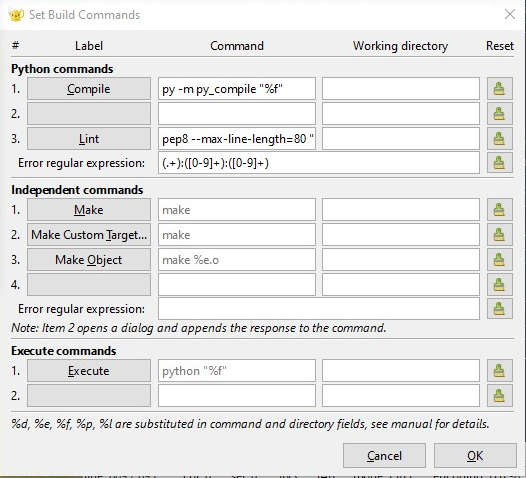 Set Build Commands
# Label Command Working directory Reset
Python commands
1. Compile py -m py_compile "%f"
2.
3. Lint pep8 --max-line-length=80 "
Error regular expression: (.+):([0-9]+):([0-9]+)
Independent commands
1. Make make
2. Make Custom Target... make
3. Make Object make %e.o
4.
Error regular expression:
Note: Item 2 opens a dialog and appends the response to the command.
Execute commands
1. Execute python "%f"
2.
%d, %e, %f, %p, %l are substituted in command and directory fields, see manual for details.
Cancel OK